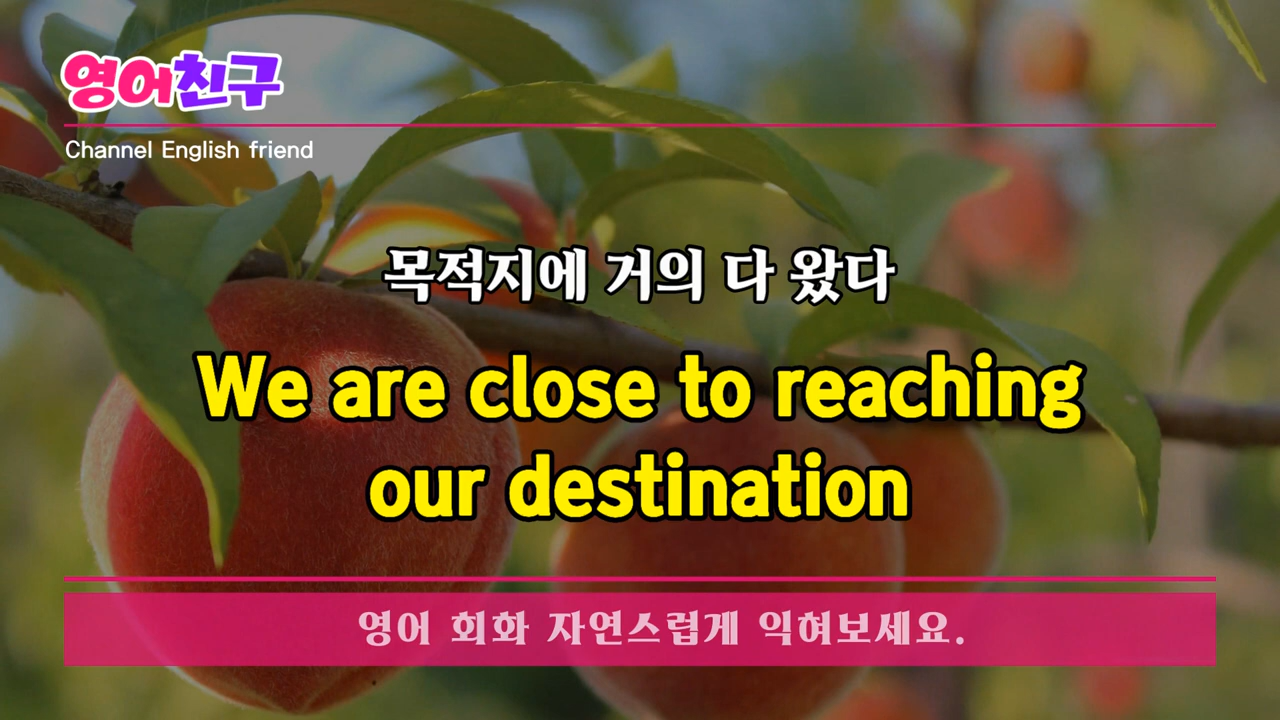 영어친구
Channel English friend
목적지에 거의 다 왔다
We are close to reaching
our destination
영어 회화 자연스럽게 익혀보세요.